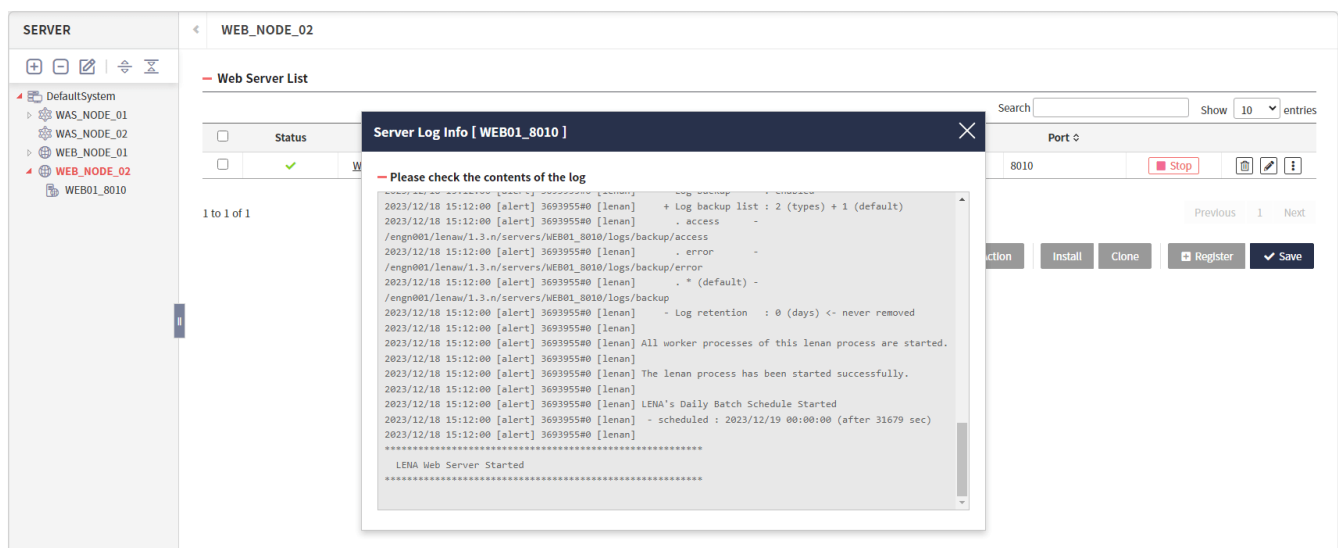 SERVER
WEB_NODE_02
DefaultSystem
WAS_NODE_01
WAS_NODE_02
WEB_NODE_01
WEB_NODE_02
WEB01_8010
Web Server List
Search
Show 10 entries
Status
Port
W
8010
Stop
1 to 1 of 1
Previous 1 Next
Install
Clone
Register
Save
Server Log Info [ WEB01_8010 ]
Please check the contents of the log
2023/12/18 15:12:00 [alert] 3693955#0 [lenan] + Log backup list : 2 (types) + 1 (default)
2023/12/18 15:12:00 [alert] 3693955#0 [lenan] . access -
/engn001/lenaw/1.3.n/servers/WEB01_8010/logs/backup/access
2023/12/18 15:12:00 [alert] 3693955#0 [lenan] . error -
/engn001/lenaw/1.3.n/servers/WEB01_8010/logs/backup/error
2023/12/18 15:12:00 [alert] 3693955#0 [lenan] . * (default) -
/engn001/lenaw/1.3.n/servers/WEB01_8010/logs/backup
2023/12/18 15:12:00 [alert] 3693955#0 [lenan] - Log retention : 0 (days) <- never removed
2023/12/18 15:12:00 [alert] 3693955#0 [lenan]
2023/12/18 15:12:00 [alert] 3693955#0 [lenan] All worker processes of this lenan process are started.
2023/12/18 15:12:00 [alert] 3693955#0 [lenan]
2023/12/18 15:12:00 [alert] 3693955#0 [lenan] The lenan process has been started successfully.
2023/12/18 15:12:00 [alert] 3693955#0 [lenan]
2023/12/18 15:12:00 [alert] 3693955#0 [lenan] LENA's Daily Batch Schedule Started
2023/12/18 15:12:00 [alert] 3693955#0 [lenan] - scheduled : 2023/12/19 00:00:00 (after 31679 sec)
2023/12/18 15:12:00 [alert] 3693955#0 [lenan]
*********************************************************
LENA Web Server Started
*********************************************************